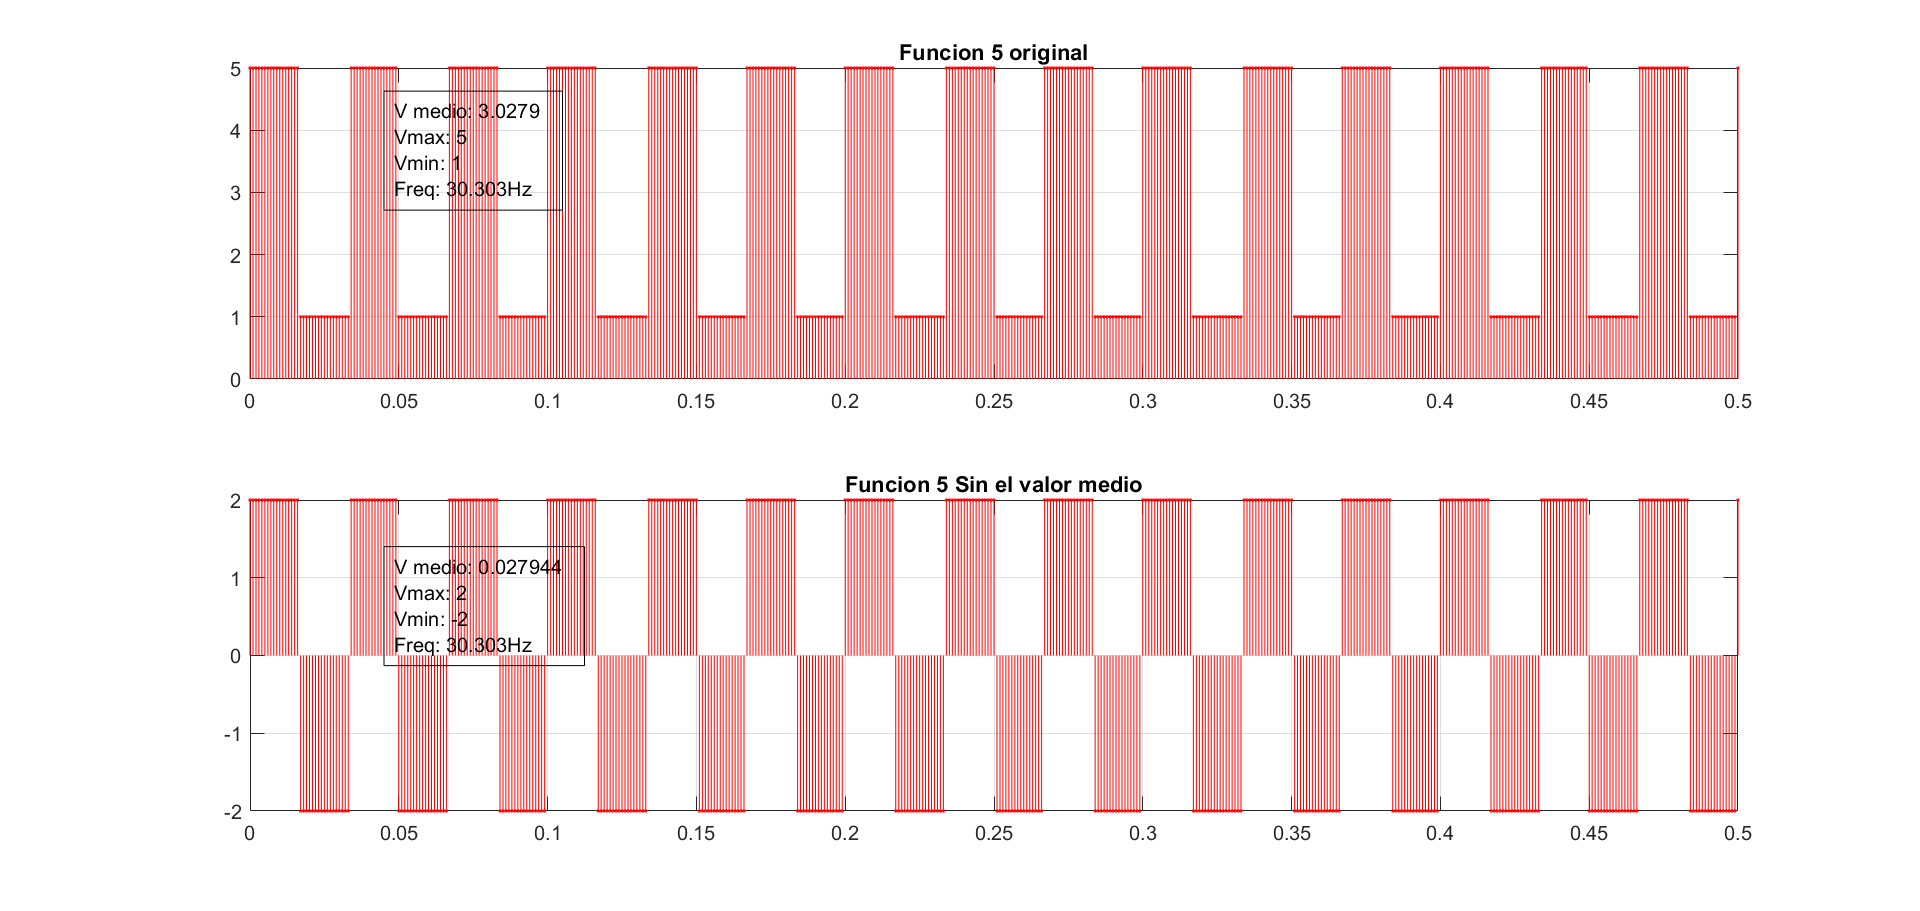 Funcion 5 original
5
V medio: 3.0279
Vmax: 5
4
Vmin: 1
Freq: 30.303Hz
3
2
1
0
0 0.05 0.1 0.15 0.2 0.25 0.3 0.35 0.4 0.45 0.5
Funcion 5 Sin el valor medio
2
V medio: 0.027944
1
Vmax: 2
Vmin: -2
Freq: 30.303Hz
0
-1
-2
0 0.05 0.1 0.15 0.2 0.25 0.3 0.35 0.4 0.45 0.5